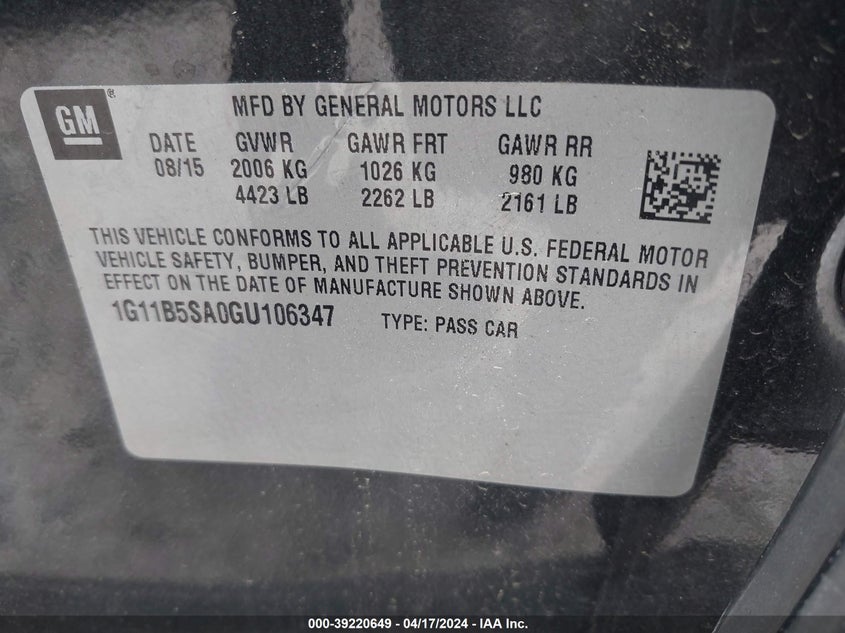 GM ®
MFD BY GENERAL MOTORS LLC
DATE GVWR GAWR FRT GAWR RR
08/15 2006 KG 1026 KG 980 KG
4423 LB 2262 LB 2161 LB
THIS VEHICLE CONFORMS TO ALL APPLICABLE U.S. FEDERAL MOTOR
VEHICLE SAFETY, BUMPER, AND THEFT PREVENTION STANDARDS IN
EFFECT ON THE DATE OF MANUFACTURE SHOWN ABOVE.
1G11B5SA0GU106347 TYPE: PASS CAR
000-39220649 - 04/17/2024 - IAA Inc.